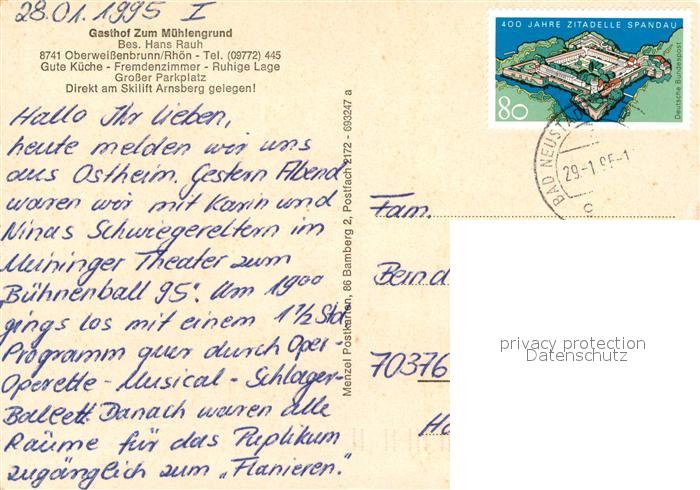 28.01.1995 I
Gasthof Zum Mühlengrund
Bes. Hans Rauh
8741 Oberweißenbrunn/Rhön - Tel. (09772) 445
Gute Küche - Fremdenzimmer - Ruhige Lage
Großer Parkplatz
Direkt am Skilift Arnsberg gelegen!
Hallo Ihr Lieben,
heute melden wir uns
aus Ostheim. Gestern Abend
waren wir mit Karin und
Ninas Schwiegereltern im
Meininger Theater zum
"Bühnenball 95". Um 19⁰⁰
gings los mit einem 1 1/2 Std
Programm quer durch Oper-
Operette - Musical - Schlager-
Ballett. Danach waren alle
Räume für das Puplikum
zugänglich zum „Flanieren."
Menzel Postkarten, 86 Bamberg 2, Postfach 2172 - 693247 a
400 JAHRE ZITADELLE SPANDAU
Deutsche Bundespost
80
BAD NEUSTADT
29-1.95-1
c
Fam.
Bernd
70376
privacy protection
Datenschutz